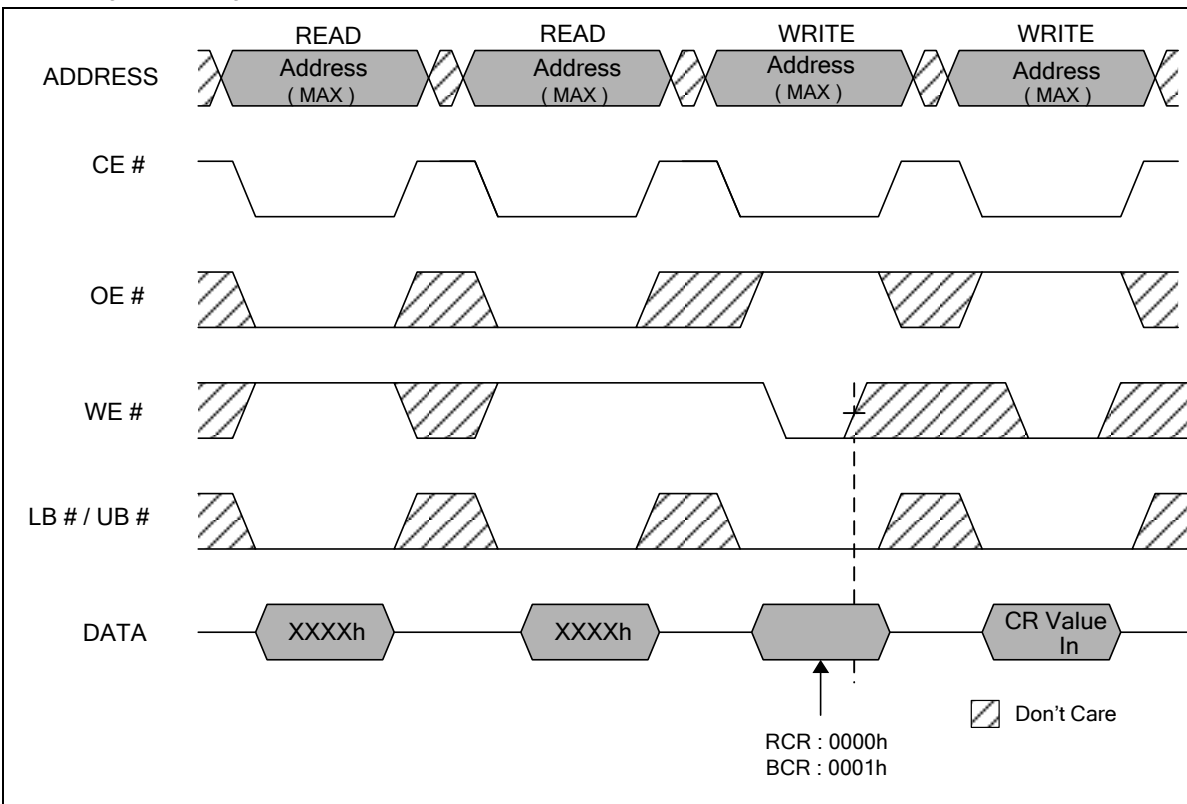 READ READ WRITE WRITE
ADDRESS Address Address Address Address
( MAX ) ( MAX ) ( MAX ) ( MAX )
CE #
OE #
WE #
LB # / UB #
DATA XXXXh XXXXh CR Value
In
Don't Care
RCR : 0000h
BCR : 0001h